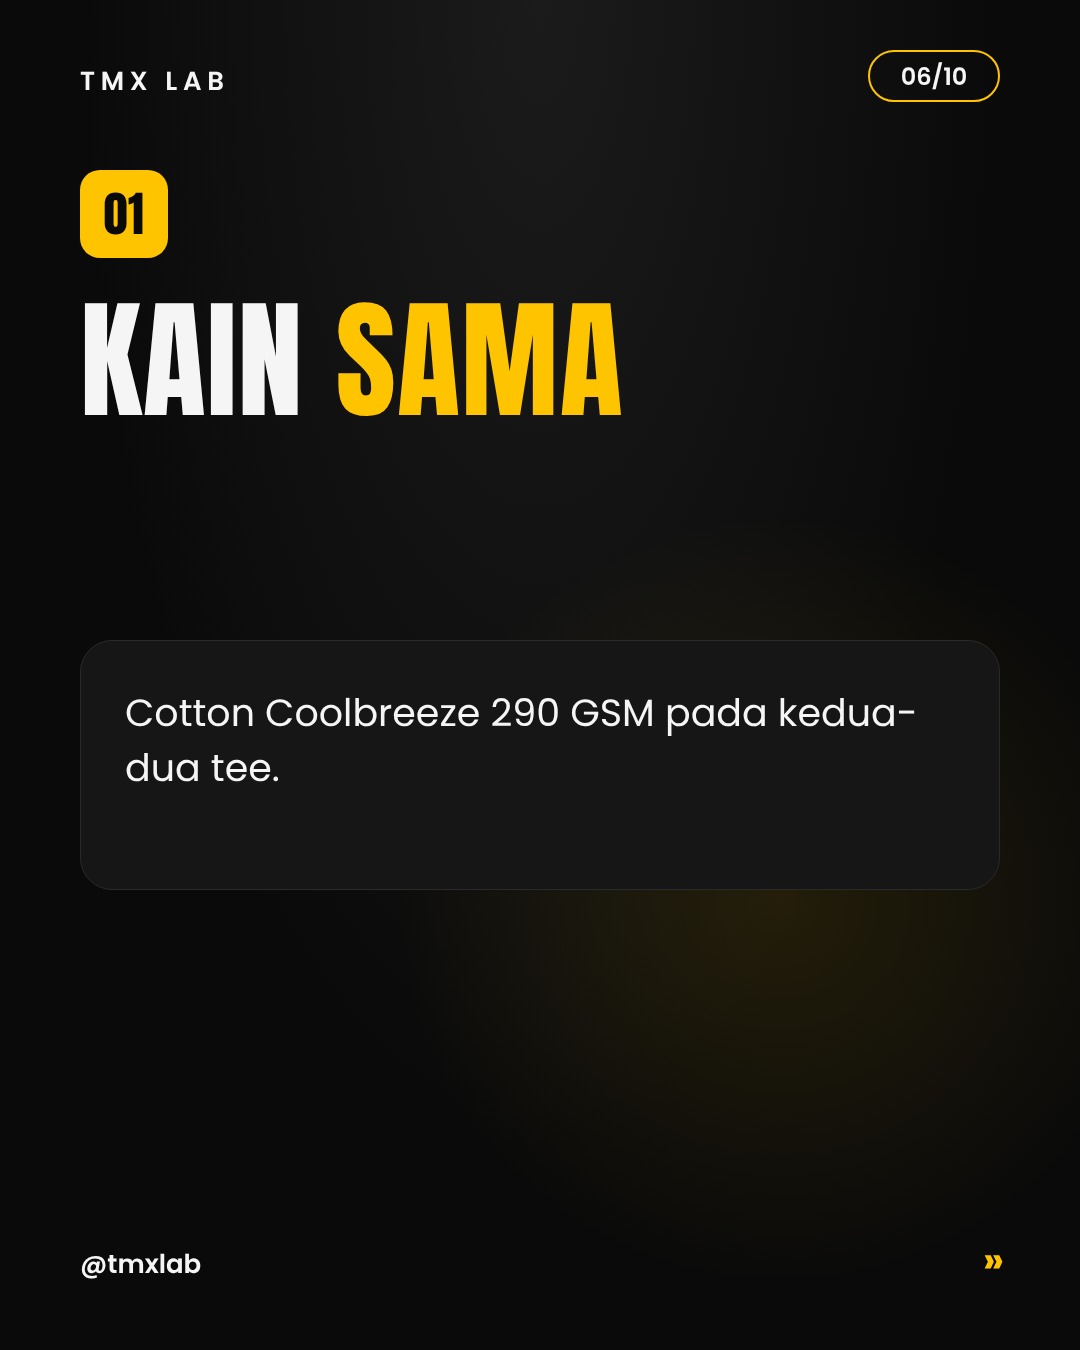 TMX LAB
06/10
01
KAIN SAMA
Cotton Coolbreeze 290 GSM pada kedua-
dua tee.
@tmxlab
»